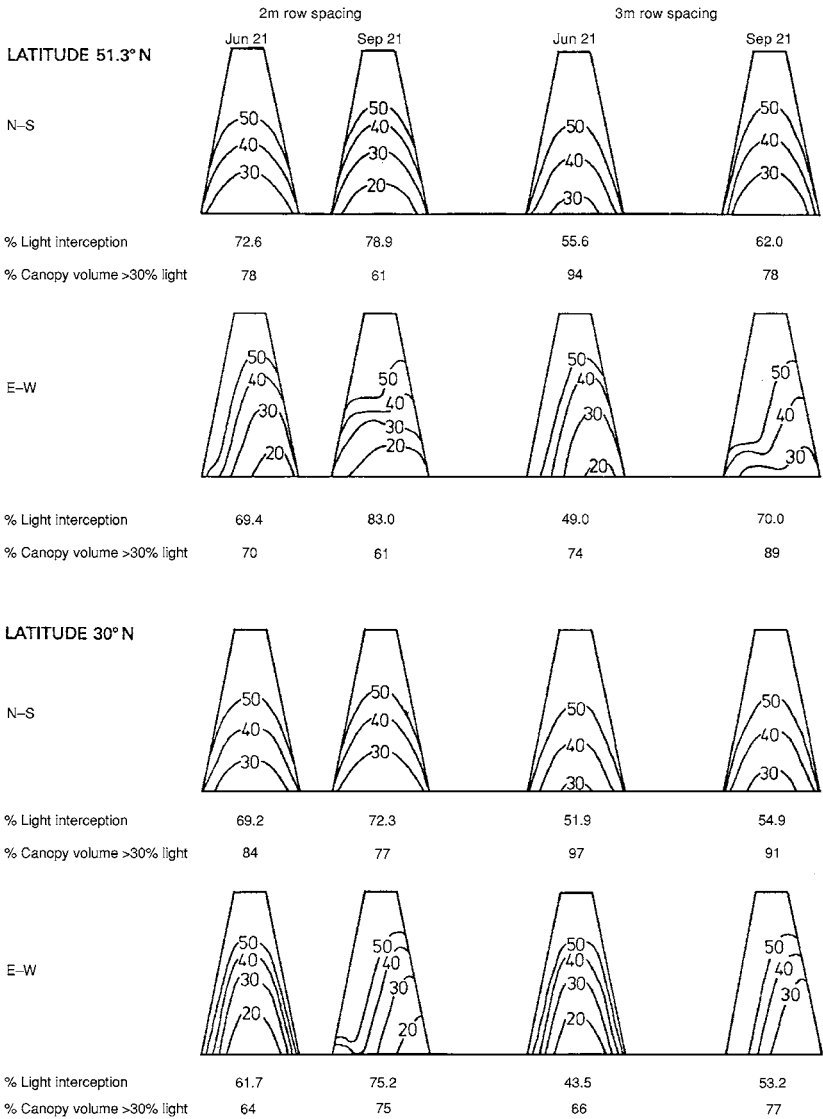 2m row spacing 3m row spacing
Jun 21 Sep 21 Jun 21 Sep 21
LATITUDE 51.3° N
N–S
50 50 50 50
40 40 40 40
30 30 30 30
20
% Light interception 72.6 78.9 55.6 62.0
% Canopy volume >30% light 78 61 94 78
E–W
50 50 50 50
40 40 40 40
30 30 30 30
20 20 20
% Light interception 69.4 83.0 49.0 70.0
% Canopy volume >30% light 70 61 74 89
LATITUDE 30° N
N–S
50 50 50 50
40 40 40 40
30 30 30 30
% Light interception 69.2 72.3 51.9 54.9
% Canopy volume >30% light 84 77 97 91
E–W
50 50 50 50
40 40 40 40
30 30 30 30
20 20 20
% Light interception 61.7 75.2 43.5 53.2
% Canopy volume >30% light 64 75 66 77